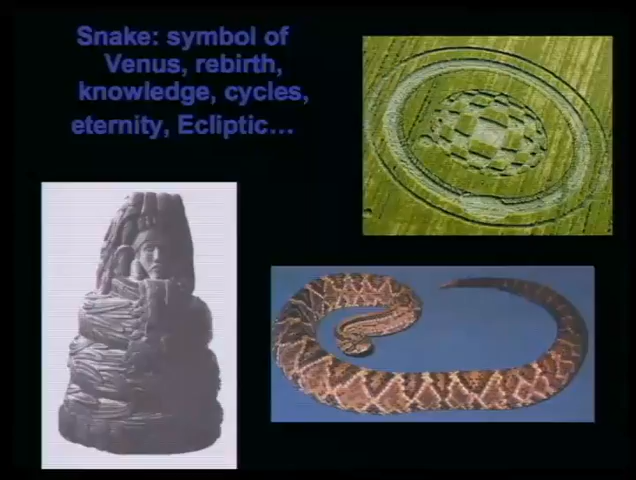 Snake: symbol of
Venus, rebirth,
knowledge, cycles,
eternity, Ecliptic...